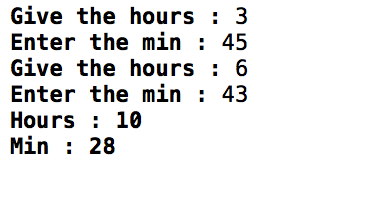 Give the hours : 3
Enter the min : 45
Give the hours : 6
Enter the min : 43
Hours : 10
Min : 28